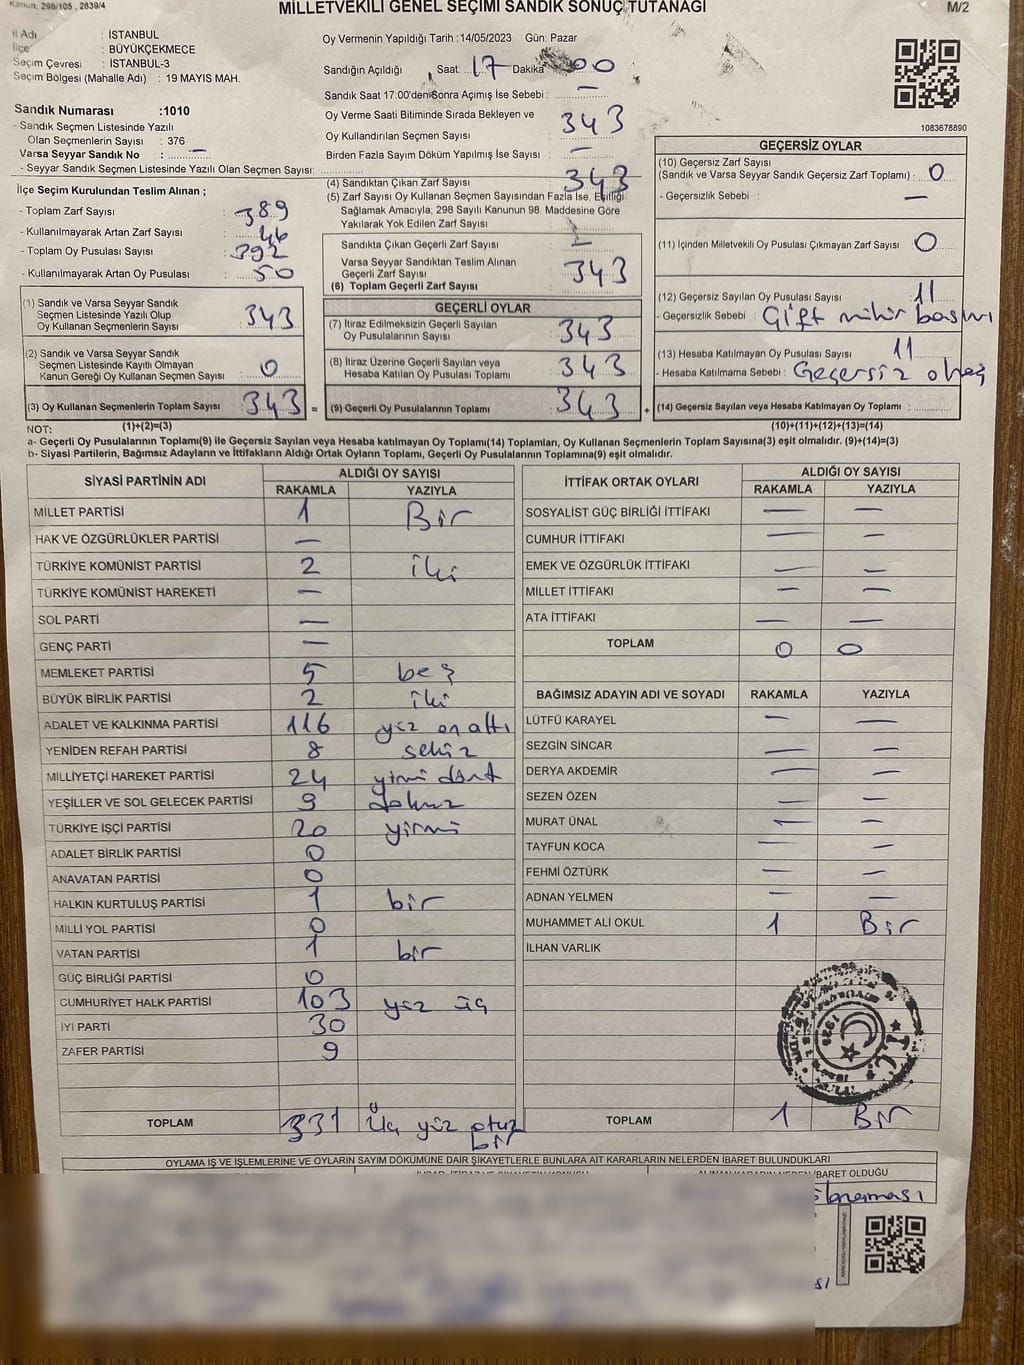 Kanun, 298/105, 2839/4
MİLLETVEKİLİ GENEL SEÇİMİ SANDIK SONUÇ TUTANAĞI
M/2
İl Adı : İSTANBUL
İlçe : BÜYÜKÇEKMECE
Seçim Çevresi : İSTANBUL-3
Seçim Bölgesi (Mahalle Adı) : 19 MAYIS MAH.
Sandık Numarası :1010
- Sandık Seçmen Listesinde Yazılı
Olan Seçmenlerin Sayısı : 376
Varsa Seyyar Sandık No : —
- Seyyar Sandık Seçmen Listesinde Yazılı Olan Seçmen Sayısı:
Oy Vermenin Yapıldığı Tarih :14/05/2023 Gün: Pazar
Sandığın Açıldığı Saat: 17 Dakika 00
Sandık Saat 17.00'den Sonra Açımış İse Sebebi : —
Oy Verme Saati Bitiminde Sırada Bekleyen ve
Oy Kullandırılan Seçmen Sayısı : 343
Birden Fazla Sayım Döküm Yapılmış İse Sayısı : —
1083678890
İlçe Seçim Kurulundan Teslim Alınan ;
- Toplam Zarf Sayısı : 389
- Kullanılmayarak Artan Zarf Sayısı : 46
- Toplam Oy Pusulası Sayısı : 392
- Kullanılmayarak Artan Oy Pusulası : 50
(4) Sandıktan Çıkan Zarf Sayısı : 343
(5) Zarf Sayısı Oy Kullanan Seçmen Sayısından Fazla İse, Eşitliği
Sağlamak Amacıyla; 298 Sayılı Kanunun 98. Maddesine Göre
Yakılarak Yok Edilen Zarf Sayısı :
Sandıkta Çıkan Geçerli Zarf Sayısı :
Varsa Seyyar Sandıktan Teslim Alınan
Geçerli Zarf Sayısı : 343
(6) Toplam Geçerli Zarf Sayısı
GEÇERSİZ OYLAR
(10) Geçersiz Zarf Sayısı
(Sandık ve Varsa Seyyar Sandık Geçersiz Zarf Toplamı) : 0
- Geçersizlik Sebebi : —
(11) İçinden Milletvekili Oy Pusulası Çıkmayan Zarf Sayısı : 0
(12) Geçersiz Sayılan Oy Pusulası Sayısı : 11
- Geçersizlik Sebebi : Çift mühür basımı
(13) Hesaba Katılmayan Oy Pusulası Sayısı : 11
- Hesaba Katılmama Sebebi : Geçersiz
(14) Geçersiz Sayılan veya Hesaba Katılmayan Oy Toplamı :
(10)+(11)+(12)+(13)=(14)
(1) Sandık ve Varsa Seyyar Sandık
Seçmen Listesinde Yazılı Olup
Oy Kullanan Seçmenlerin Sayısı : 343
(2) Sandık ve Varsa Seyyar Sandık
Seçmen Listesinde Kayıtlı Olmayan
Kanun Gereği Oy Kullanan Seçmen Sayısı : 0
(3) Oy Kullanan Seçmenlerin Toplam Sayısı : 343 =
(1)+(2)=(3)
GEÇERLİ OYLAR
(7) İtiraz Edilmeksizin Geçerli Sayılan
Oy Pusulalarının Sayısı : 343
(8) İtiraz Üzerine Geçerli Sayılan veya
Hesaba Katılan Oy Pusulası Toplamı : 343
(9) Geçerli Oy Pusulalarının Toplamı : 343 +
NOT:
a- Geçerli Oy Pusulalarının Toplamı(9) ile Geçersiz Sayılan veya Hesaba katılmayan Oy Toplamı(14) Toplamları, Oy Kullanan Seçmenlerin Toplam Sayısına(3) eşit olmalıdır. (9)+(14)=(3)
b- Siyasi Partilerin, Bağımsız Adayların ve İttifakların Aldığı Ortak Oyların Toplamı, Geçerli Oy Pusulalarının Toplamına(9) eşit olmalıdır.
SİYASİ PARTİNİN ADI ALDIĞI OY SAYISI
RAKAMLA YAZIYLA
MİLLET PARTİSİ 1 Bir
HAK VE ÖZGÜRLÜKLER PARTİSİ —
TÜRKİYE KOMÜNİST PARTİSİ 2 iki
TÜRKİYE KOMÜNİST HAREKETİ —
SOL PARTİ —
GENÇ PARTİ —
MEMLEKET PARTİSİ 5 beş
BÜYÜK BİRLİK PARTİSİ 2 iki
ADALET VE KALKINMA PARTİSİ 116 yüz on altı
YENİDEN REFAH PARTİSİ 8 sekiz
MİLLİYETÇİ HAREKET PARTİSİ 24 yirmi dört
YEŞİLLER VE SOL GELECEK PARTİSİ 9 dokuz
TÜRKİYE İŞÇİ PARTİSİ 20 yirmi
ADALET BİRLİK PARTİSİ 0
ANAVATAN PARTİSİ 0
HALKIN KURTULUŞ PARTİSİ 1 bir
MİLLİ YOL PARTİSİ 0
VATAN PARTİSİ 1 bir
GÜÇ BİRLİĞİ PARTİSİ 0
CUMHURİYET HALK PARTİSİ 103 yüz üç
İYİ PARTİ 30
ZAFER PARTİSİ 9
TOPLAM 331 Üç yüz otuz bir
İTTİFAK ORTAK OYLARI ALDIĞI OY SAYISI
RAKAMLA YAZIYLA
SOSYALİST GÜÇ BİRLİĞİ İTTİFAKI — —
CUMHUR İTTİFAKI — —
EMEK VE ÖZGÜRLÜK İTTİFAKI — —
MİLLET İTTİFAKI — —
ATA İTTİFAKI — —
TOPLAM 0 0
BAĞIMSIZ ADAYIN ADI VE SOYADI RAKAMLA YAZIYLA
LÜTFÜ KARAYEL — —
SEZGİN SİNCAR — —
DERYA AKDEMİR — —
SEZEN ÖZEN — —
MURAT ÜNAL — —
TAYFUN KOCA — —
FEHMİ ÖZTÜRK — —
ADNAN YELMEN — —
MUHAMMET ALİ OKUL 1 Bir
İLHAN VARLIK
TOPLAM 1 Bir
OYLAMA İŞ VE İŞLEMLERİNE VE OYLARIN SAYIM DÖKÜMÜNE DAİR ŞİKAYETLERLE BUNLARA AİT KARARLARIN NELERDEN İBARET BULUNDUKLARI
İBARET OLDUĞU